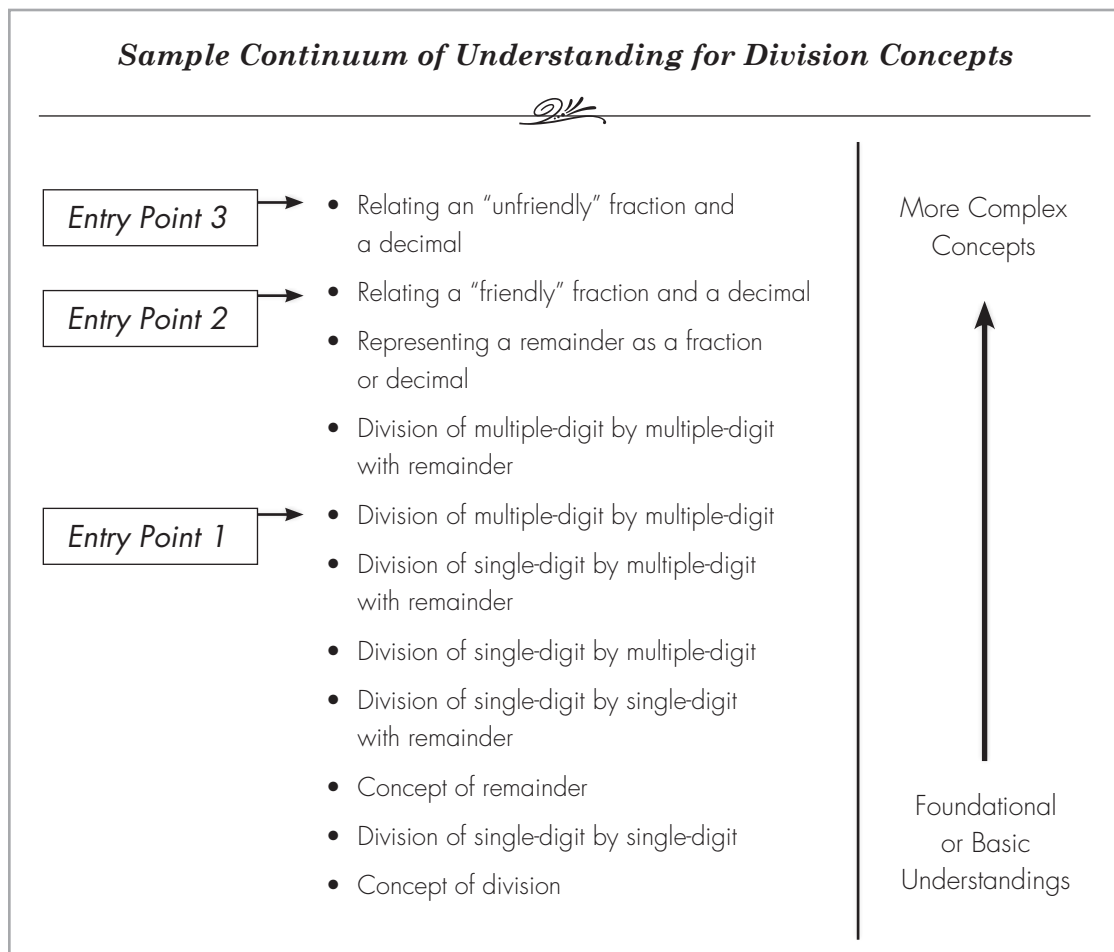 Sample Continuum of Understanding for Division Concepts
Entry Point 3
• Relating an “unfriendly” fraction and
a decimal
Entry Point 2
• Relating a “friendly” fraction and a decimal
• Representing a remainder as a fraction
or decimal
• Division of multiple-digit by multiple-digit
with remainder
Entry Point 1
• Division of multiple-digit by multiple-digit
• Division of single-digit by multiple-digit
with remainder
• Division of single-digit by multiple-digit
• Division of single-digit by single-digit
with remainder
• Concept of remainder
• Division of single-digit by single-digit
• Concept of division
More Complex
Concepts
Foundational
or Basic
Understandings